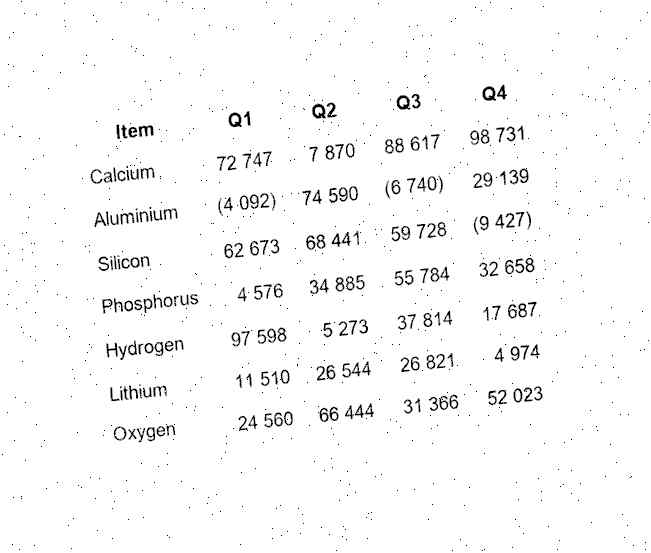 Item Q1 Q2 Q3 Q4
Calcium 72 747 7 870 88 617 98 731
Aluminium (4 092) 74 590 (6 740) 29 139
Silicon 62 673 68 441 59 728 (9 427)
Phosphorus 4 576 34 885 55 784 32 658
Hydrogen 97 598 5 273 37 814 17 687
Lithium 11 510 26 544 26 821 4 974
Oxygen 24 560 66 444 31 366 52 023